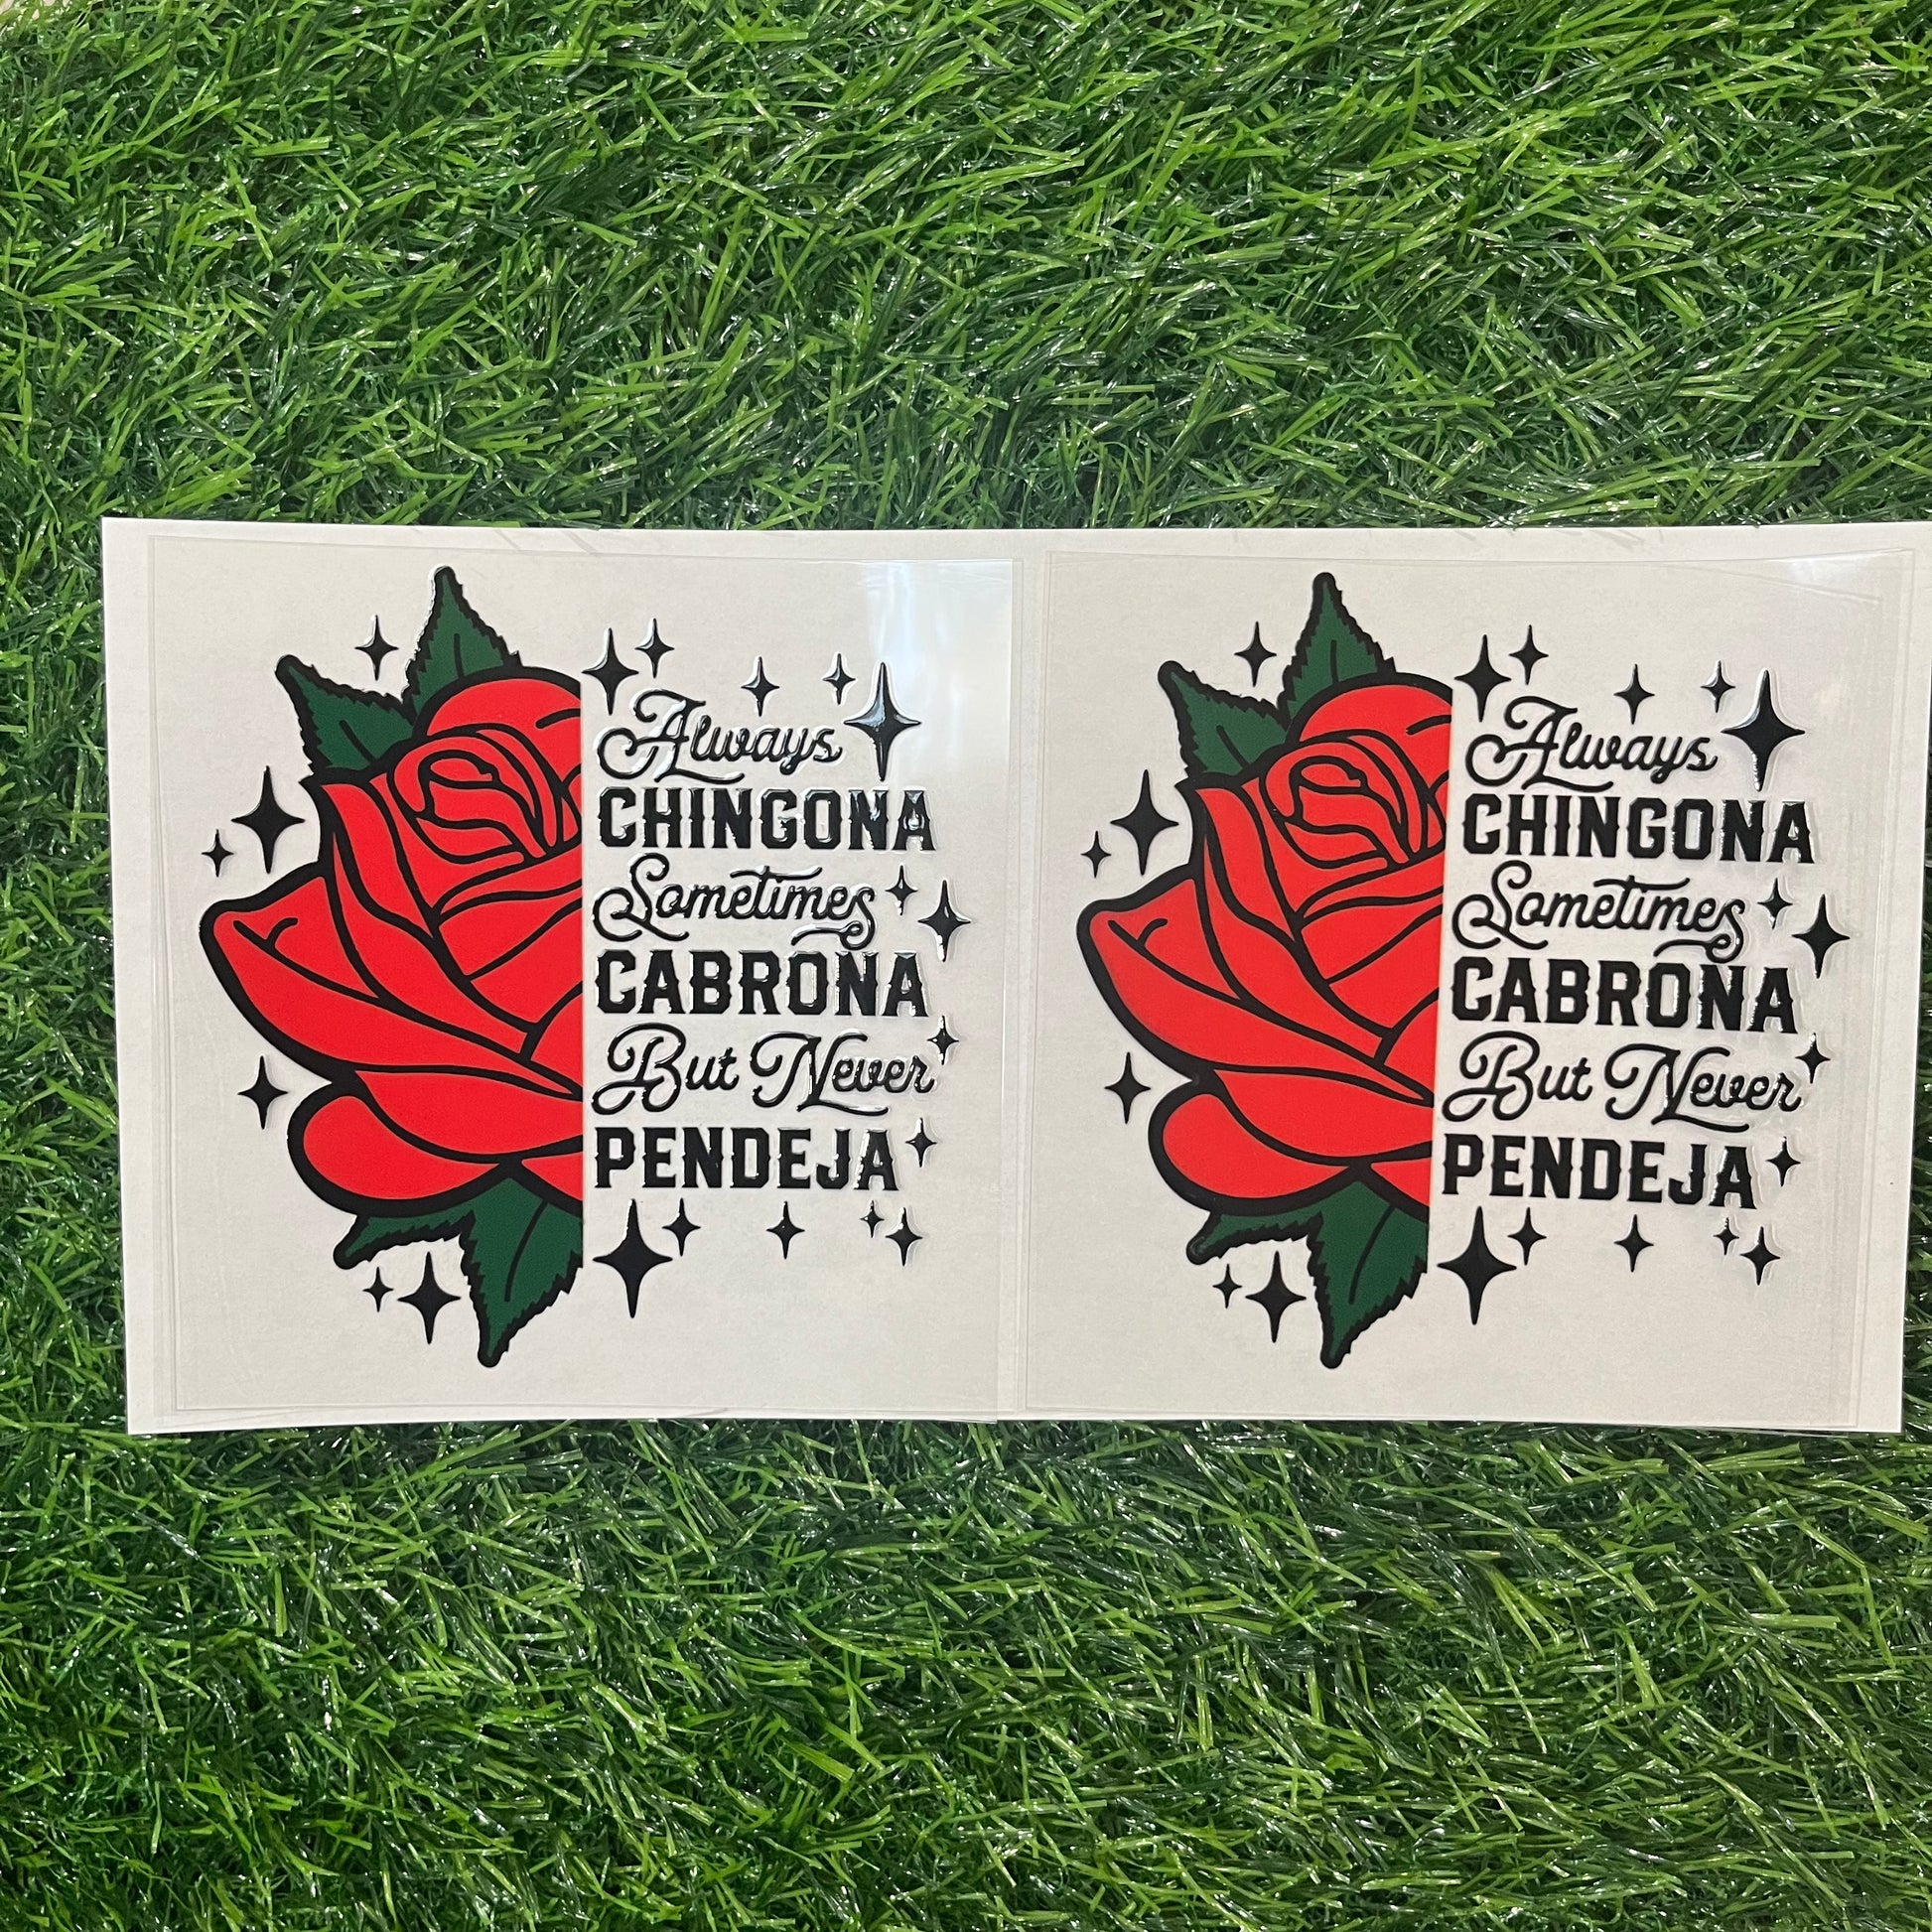 Always
CHINGONA
Sometimes
CABRONA
But Never
PENDEJA
Always
CHINGONA
Sometimes
CABRONA
But Never
PENDEJA